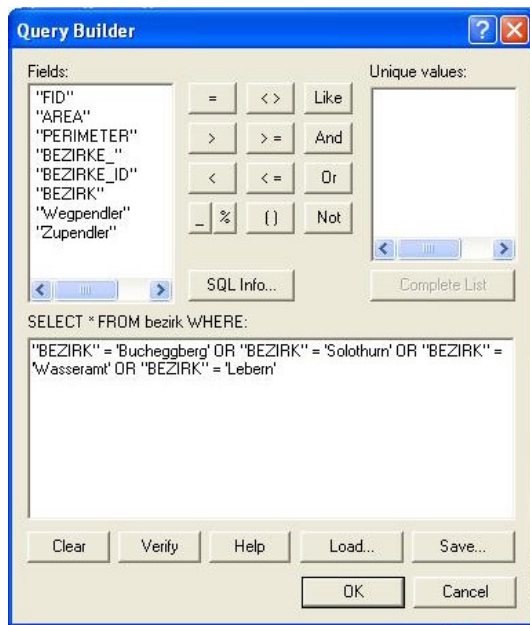 Query Builder
Fields:
Unique values:
"FID"
"AREA"
"PERIMETER"
"BEZIRKE_"
"BEZIRKE_ID"
"BEZIRK"
"Wegpendler"
"Zupendler"
= < > Like
> > = And
< < = Or
_ % ( ) Not
SQL Info...
Complete List
SELECT * FROM bezirk WHERE:
"BEZIRK" = 'Bucheggberg' OR "BEZIRK" = 'Solothurn' OR "BEZIRK" =
'Wasseramt' OR "BEZIRK" = 'Lebern'
Clear Verify Help Load... Save...
OK Cancel